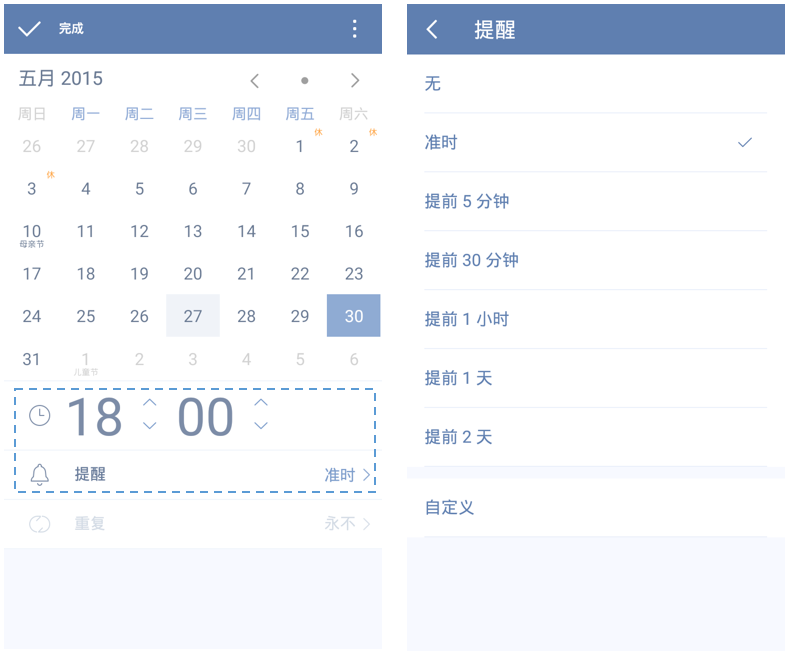 完成
五月 2015
周日 周一 周二 周三 周四 周五 周六
休 休
26 27 28 29 30 1 2
休
3 4 5 6 7 8 9
10 11 12 13 14 15 16
母亲节
17 18 19 20 21 22 23
24 25 26 27 28 29 30
31 1 2 3 4 5 6
儿童节
18 00
提醒 准时
重复 永不
提醒
无
准时
提前 5 分钟
提前 30 分钟
提前 1 小时
提前 1 天
提前 2 天
自定义